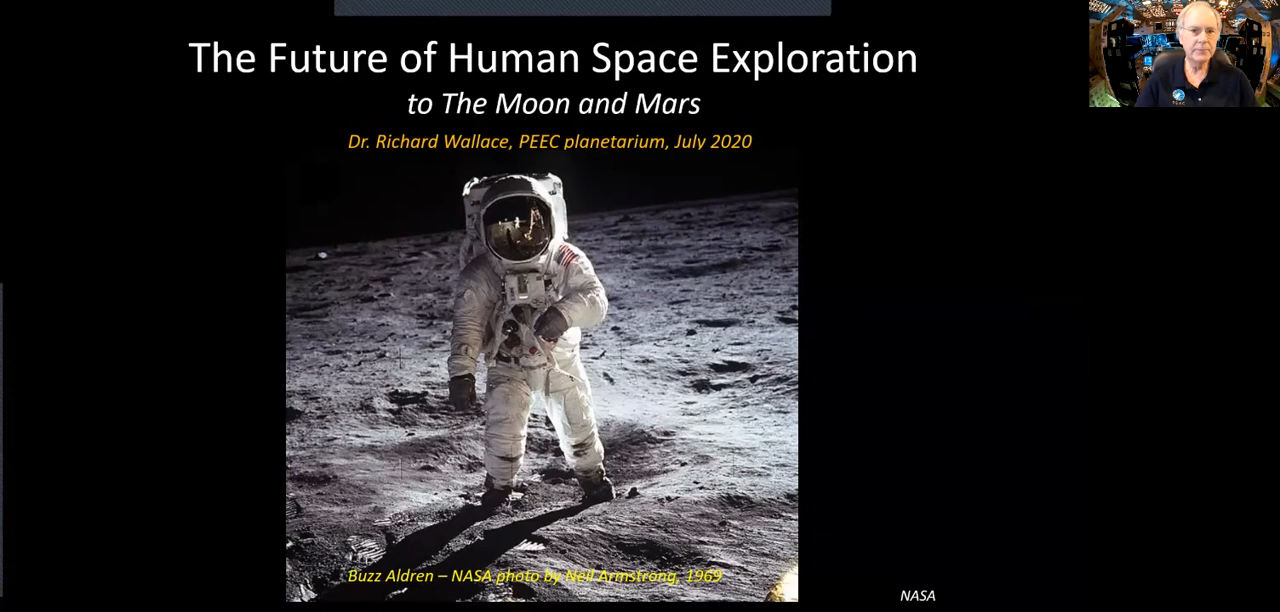 The Future of Human Space Exploration
to The Moon and Mars
Dr. Richard Wallace, PEEC planetarium, July 2020
Buzz Aldren – NASA photo by Neil Armstrong, 1969
NASA